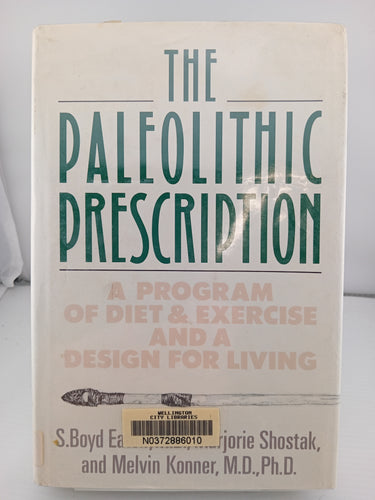 THE
PALEOLITHIC
PRESCRIPTION
A PROGRAM
OF DIET & EXERCISE
AND A
DESIGN FOR LIVING
WELLINGTON
CITY LIBRARIES
N0372886010
S. Boyd Shostak,
and Melvin Konner, M.D., Ph.D.